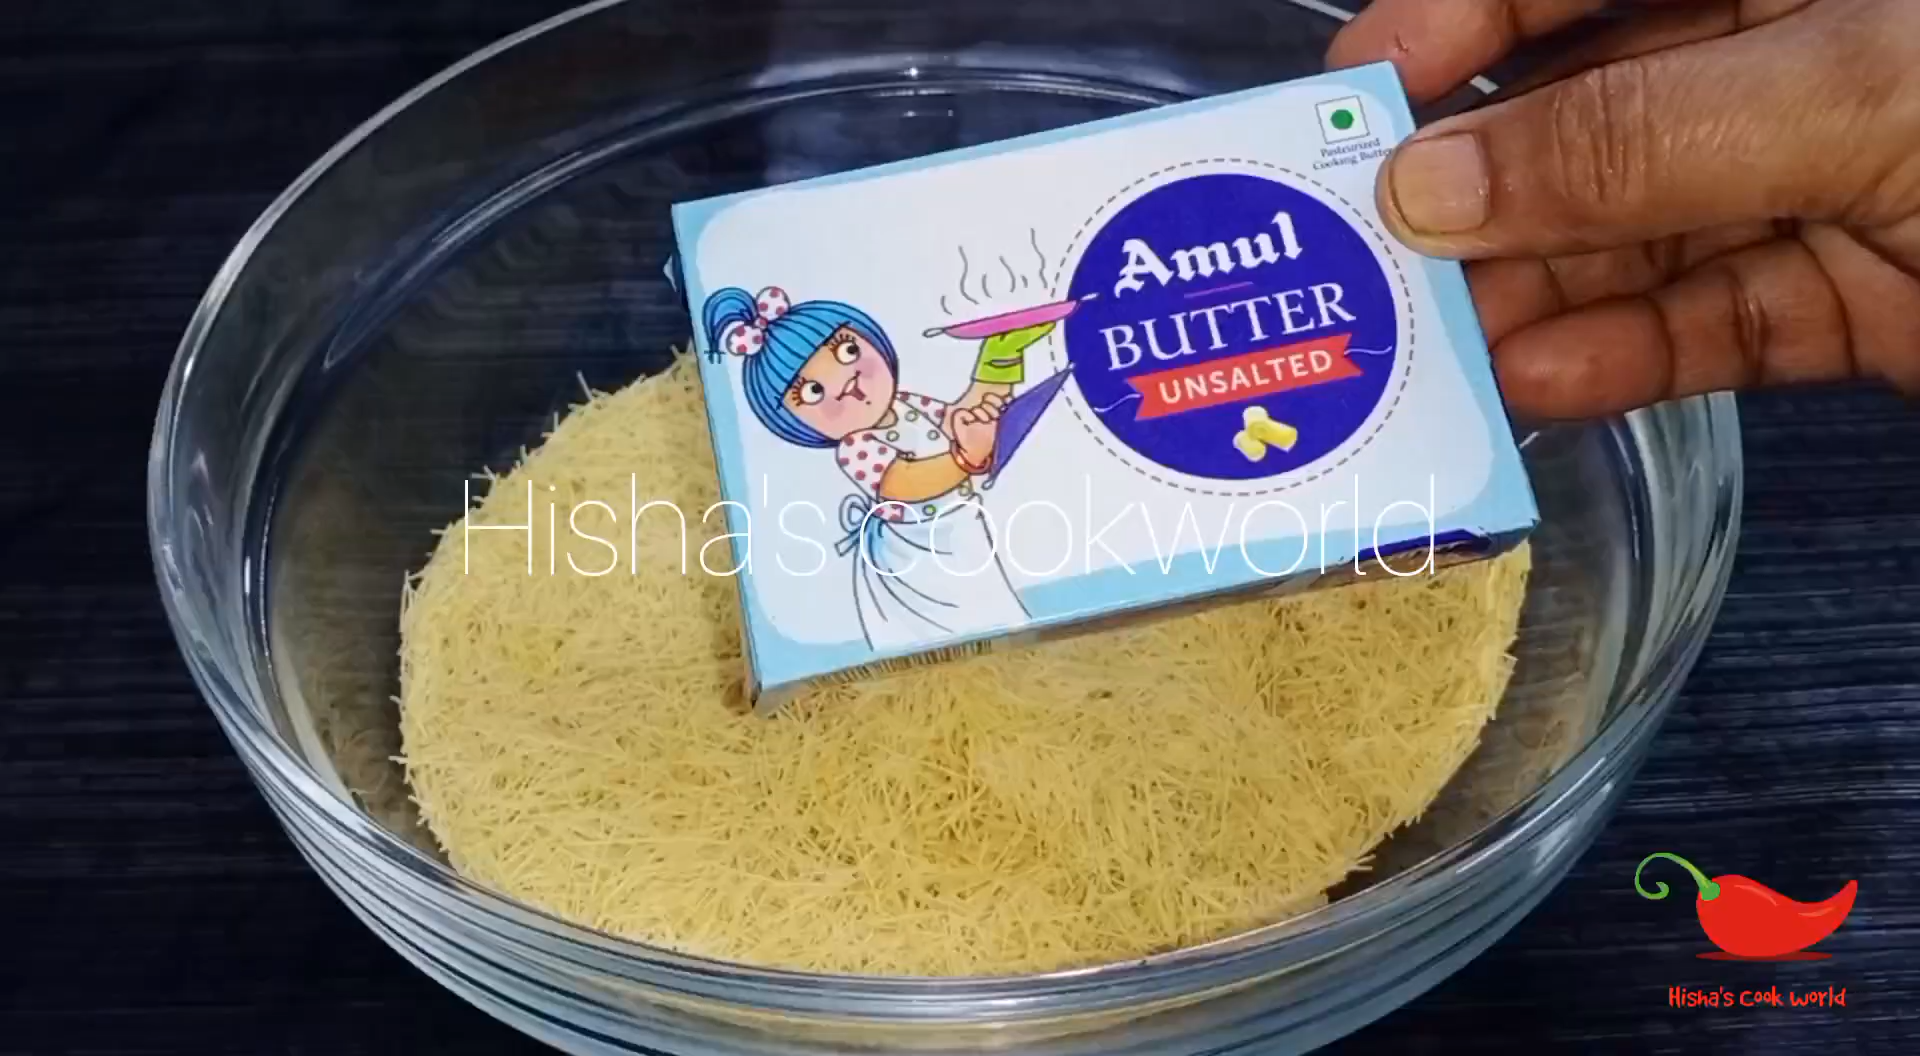 Pasteurized
Cooking Butter
Amul
BUTTER
UNSALTED
Hisha's cookworld
Hisha's Cook World